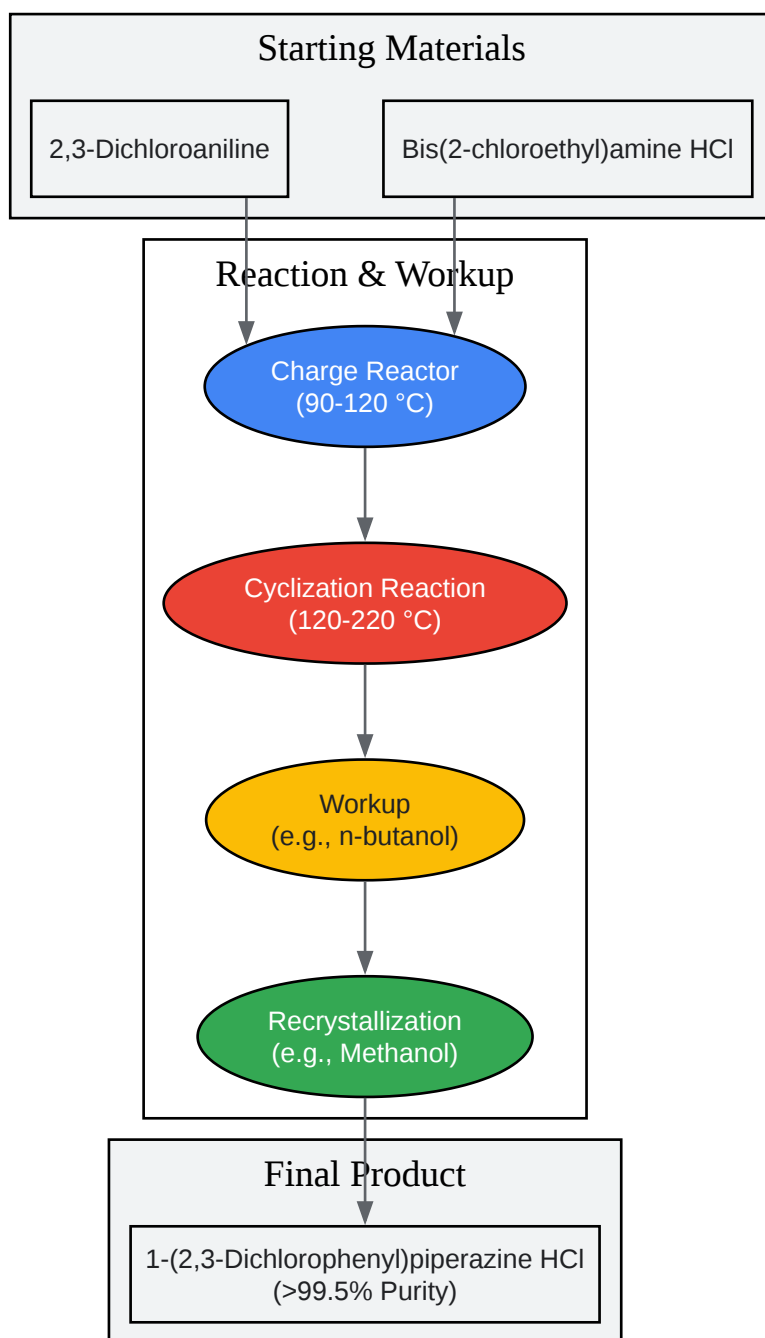 Starting Materials
2,3-Dichloroaniline
Bis(2-chloroethyl)amine HCl
Reaction & Workup
Charge Reactor
(90-120 °C)
Cyclization Reaction
(120-220 °C)
Workup
(e.g., n-butanol)
Recrystallization
(e.g., Methanol)
Final Product
1-(2,3-Dichlorophenyl)piperazine HCl
(>99.5% Purity)